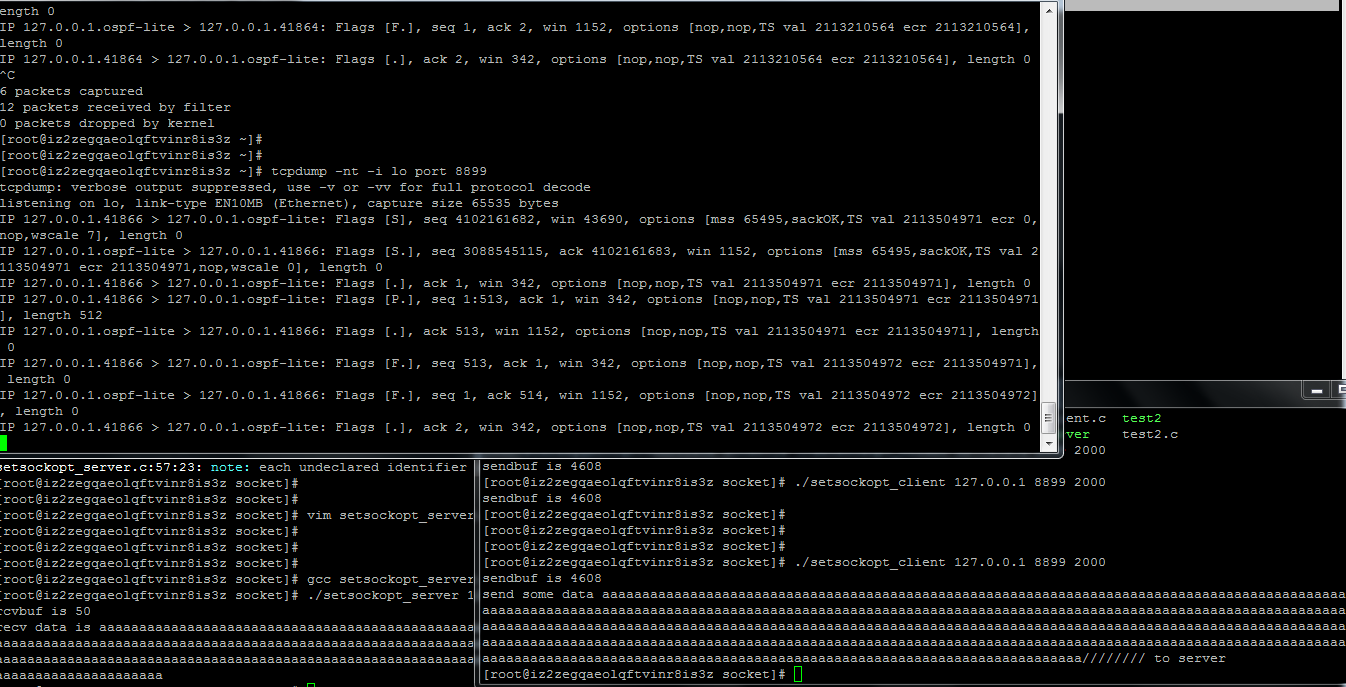 ength 0
IP 127.0.0.1.ospf-lite > 127.0.0.1.41864: Flags [F.], seq 1, ack 2, win 1152, options [nop,nop,TS val 2113210564 ecr 2113210564],
length 0
IP 127.0.0.1.41864 > 127.0.0.1.ospf-lite: Flags [.], ack 2, win 342, options [nop,nop,TS val 2113210564 ecr 2113210564], length 0
^C
6 packets captured
12 packets received by filter
0 packets dropped by kernel
[root@iz2zegqaeolqftvinr8is3z ~]#
[root@iz2zegqaeolqftvinr8is3z ~]#
[root@iz2zegqaeolqftvinr8is3z ~]# tcpdump -nt -i lo port 8899
tcpdump: verbose output suppressed, use -v or -vv for full protocol decode
listening on lo, link-type EN10MB (Ethernet), capture size 65535 bytes
IP 127.0.0.1.41866 > 127.0.0.1.ospf-lite: Flags [S], seq 4102161682, win 43690, options [mss 65495,sackOK,TS val 2113504971 ecr 0,
nop,wscale 7], length 0
IP 127.0.0.1.ospf-lite > 127.0.0.1.41866: Flags [S.], seq 3088545115, ack 4102161683, win 1152, options [mss 65495,sackOK,TS val 2
113504971 ecr 2113504971,nop,wscale 0], length 0
IP 127.0.0.1.41866 > 127.0.0.1.ospf-lite: Flags [.], ack 1, win 342, options [nop,nop,TS val 2113504971 ecr 2113504971], length 0
IP 127.0.0.1.41866 > 127.0.0.1.ospf-lite: Flags [P.], seq 1:513, ack 1, win 342, options [nop,nop,TS val 2113504971 ecr 2113504971
], length 512
IP 127.0.0.1.ospf-lite > 127.0.0.1.41866: Flags [.], ack 513, win 1152, options [nop,nop,TS val 2113504971 ecr 2113504971], length
0
IP 127.0.0.1.41866 > 127.0.0.1.ospf-lite: Flags [F.], seq 513, ack 1, win 342, options [nop,nop,TS val 2113504972 ecr 2113504971],
length 0
IP 127.0.0.1.ospf-lite > 127.0.0.1.41866: Flags [F.], seq 1, ack 514, win 1152, options [nop,nop,TS val 2113504972 ecr 2113504972]
, length 0
IP 127.0.0.1.41866 > 127.0.0.1.ospf-lite: Flags [.], ack 2, win 342, options [nop,nop,TS val 2113504972 ecr 2113504972], length 0
ent.c test2
ver test2.c
2000
setsockopt_server.c:57:23: note: each undeclared identifier
[root@iz2zegqaeolqftvinr8is3z socket]#
[root@iz2zegqaeolqftvinr8is3z socket]#
[root@iz2zegqaeolqftvinr8is3z socket]# vim setsockopt_server
[root@iz2zegqaeolqftvinr8is3z socket]#
[root@iz2zegqaeolqftvinr8is3z socket]#
[root@iz2zegqaeolqftvinr8is3z socket]#
[root@iz2zegqaeolqftvinr8is3z socket]# gcc setsockopt_server
[root@iz2zegqaeolqftvinr8is3z socket]# ./setsockopt_server 1
rcvbuf is 50
recv data is aaaaaaaaaaaaaaaaaaaaaaaaaaaaaaaaaaaaaaaaaaaaaaa
aaaaaaaaaaaaaaaaaaaaaaaaaaaaaaaaaaaaaaaaaaaaaaaaaaaaaaaaaaaa
aaaaaaaaaaaaaaaaaaaaaaaaaaaaaaaaaaaaaaaaaaaaaaaaaaaaaaaaaaaa
aaaaaaaaaaaaaaaaaaaaa
sendbuf is 4608
[root@iz2zegqaeolqftvinr8is3z socket]# ./setsockopt_client 127.0.0.1 8899 2000
sendbuf is 4608
[root@iz2zegqaeolqftvinr8is3z socket]#
[root@iz2zegqaeolqftvinr8is3z socket]#
[root@iz2zegqaeolqftvinr8is3z socket]#
[root@iz2zegqaeolqftvinr8is3z socket]# ./setsockopt_client 127.0.0.1 8899 2000
sendbuf is 4608
send some data aaaaaaaaaaaaaaaaaaaaaaaaaaaaaaaaaaaaaaaaaaaaaaaaaaaaaaaaaaaaaaaaaaaaaaaaaaaaaaaaaaaaaaaaaaaaa
aaaaaaaaaaaaaaaaaaaaaaaaaaaaaaaaaaaaaaaaaaaaaaaaaaaaaaaaaaaaaaaaaaaaaaaaaaaaaaaaaaaaaaaaaaaaaaaaaaaaaaaaaaaa
aaaaaaaaaaaaaaaaaaaaaaaaaaaaaaaaaaaaaaaaaaaaaaaaaaaaaaaaaaaaaaaaaaaaaaaaaaaaaaaaaaaaaaaaaaaaaaaaaaaaaaaaaaaa
aaaaaaaaaaaaaaaaaaaaaaaaaaaaaaaaaaaaaaaaaaaaaaaaaaaaaaaaaaaaaaaaaaaaaaaaaaaaaaaaaaaaaaaaaaaaaaaaaaaaaaaaaaaa
aaaaaaaaaaaaaaaaaaaaaaaaaaaaaaaaaaaaaaaaaaaaaaaaaaaaaaaaaaaaaaaaaaaaaaaaaaa//////// to server
[root@iz2zegqaeolqftvinr8is3z socket]#